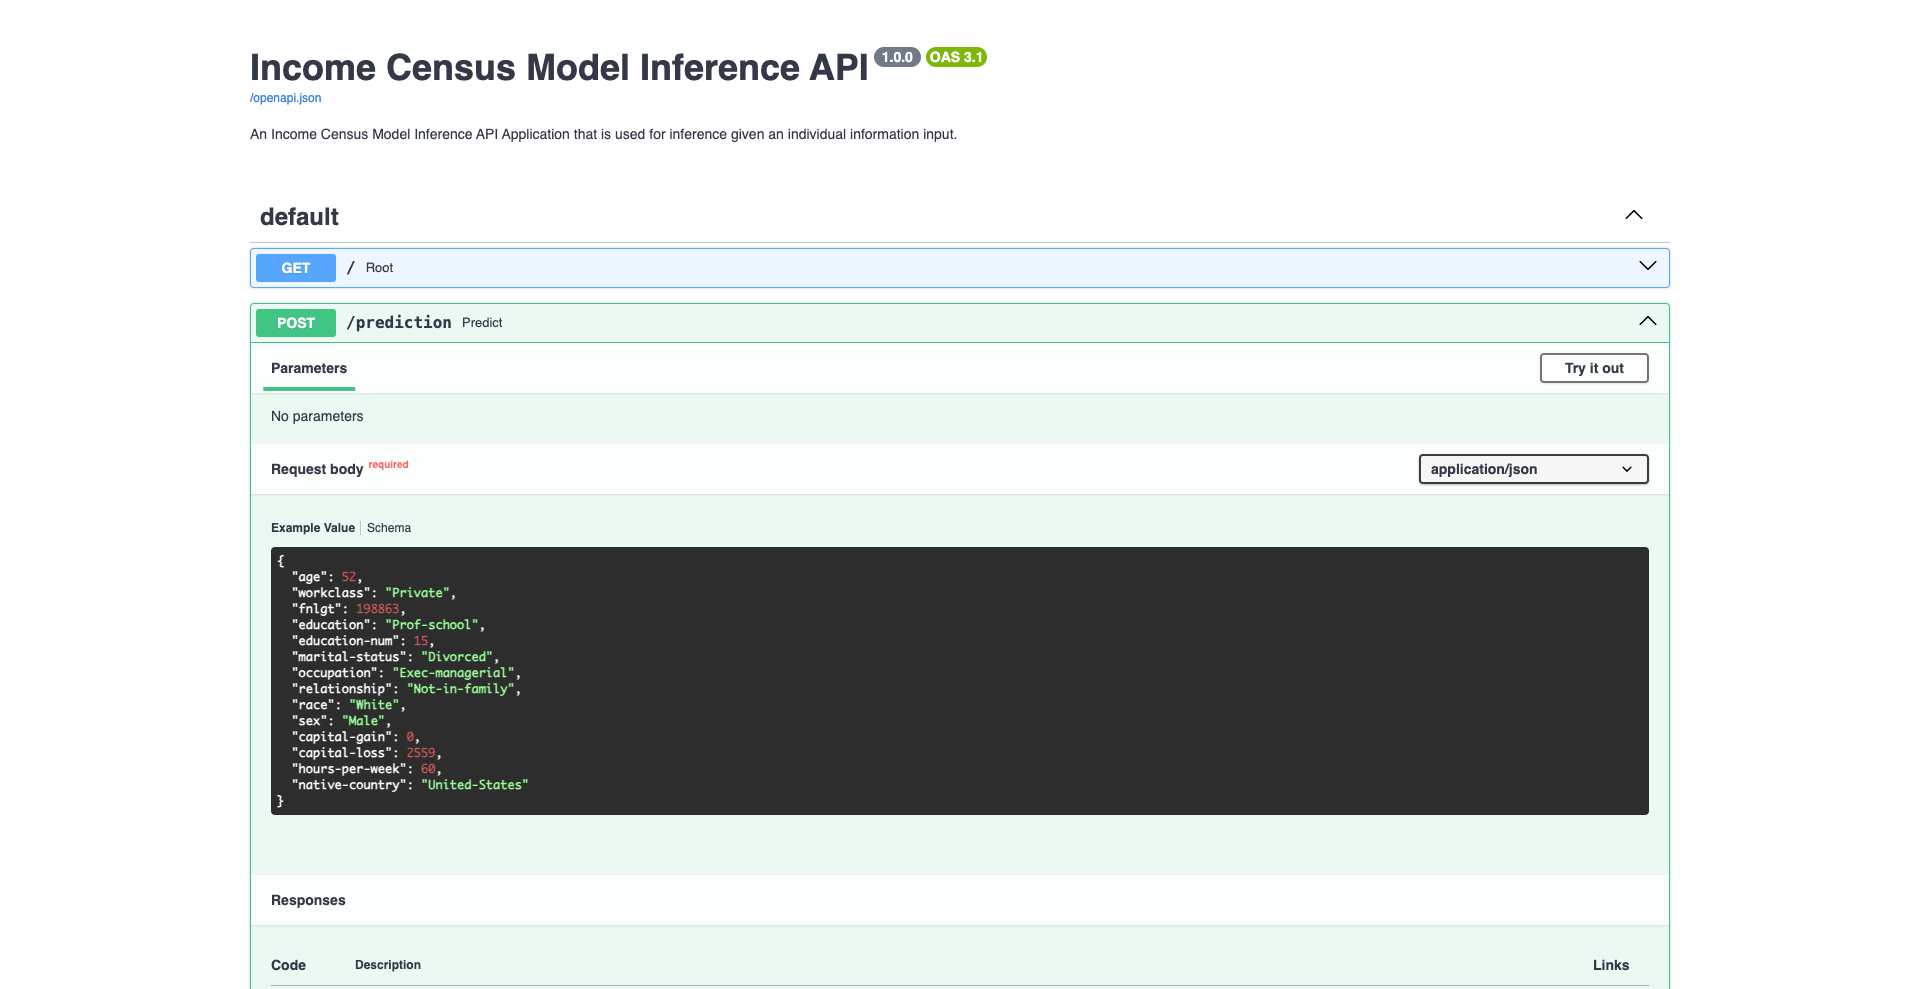 Income Census Model Inference API 1.0.0 OAS 3.1
/openapi.json
An Income Census Model Inference API Application that is used for inference given an individual information input.
default
GET / Root
POST /prediction Predict
Parameters Try it out
No parameters
Request body required application/json
Example Value Schema
{
"age": 52,
"workclass": "Private",
"fnlgt": 198863,
"education": "Prof-school",
"education-num": 15,
"marital-status": "Divorced",
"occupation": "Exec-managerial",
"relationship": "Not-in-family",
"race": "White",
"sex": "Male",
"capital-gain": 0,
"capital-loss": 2559,
"hours-per-week": 60,
"native-country": "United-States"
}
Responses
Code Description Links